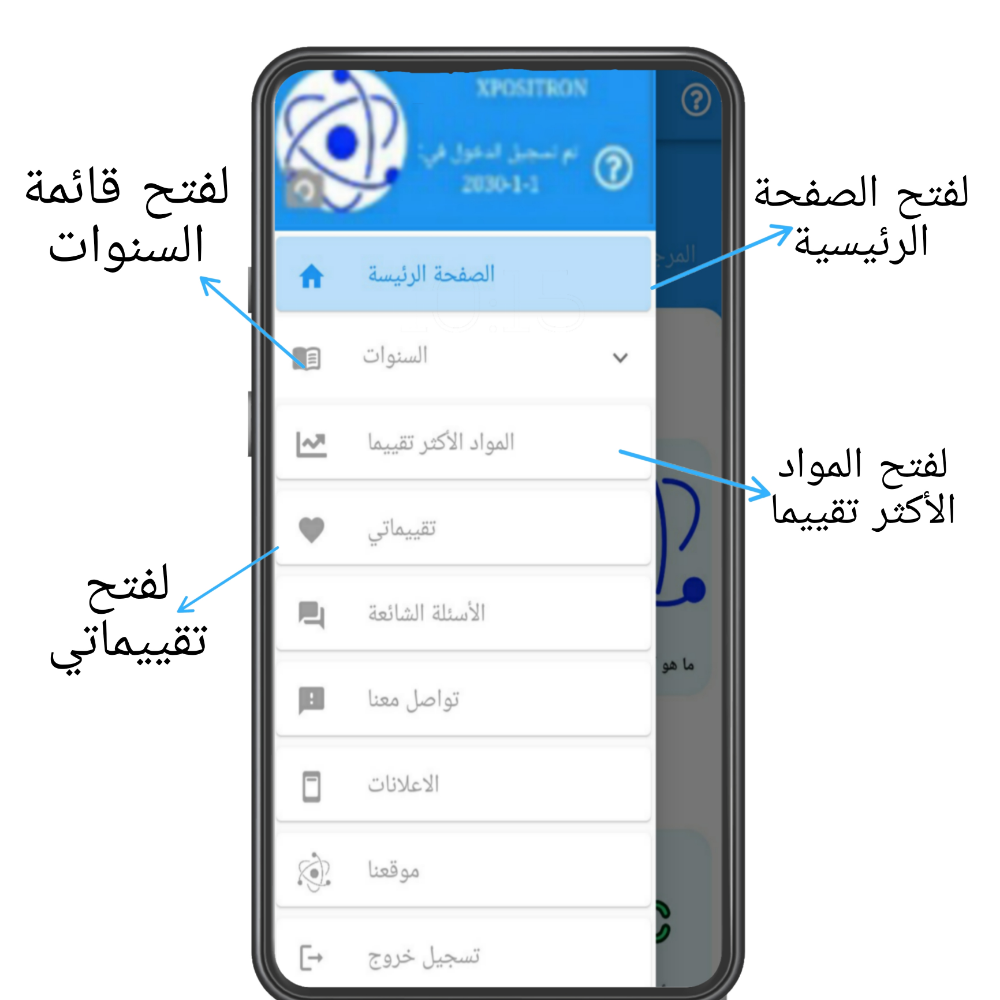 XPOSITRON
تم تسجيل الدخول في:
2030-1-1
المرج
لفتح الصفحة
الرئيسية
لفتح قائمة
السنوات
الصفحة الرئيسة
السنوات
المواد الأكثر تقييما
لفتح المواد
الأكثر تقييما
تقييماتي
لفتح
تقييماتي
الأسئلة الشائعة
ما هو
تواصل معنا
الاعلانات
موقعنا
تسجيل خروج